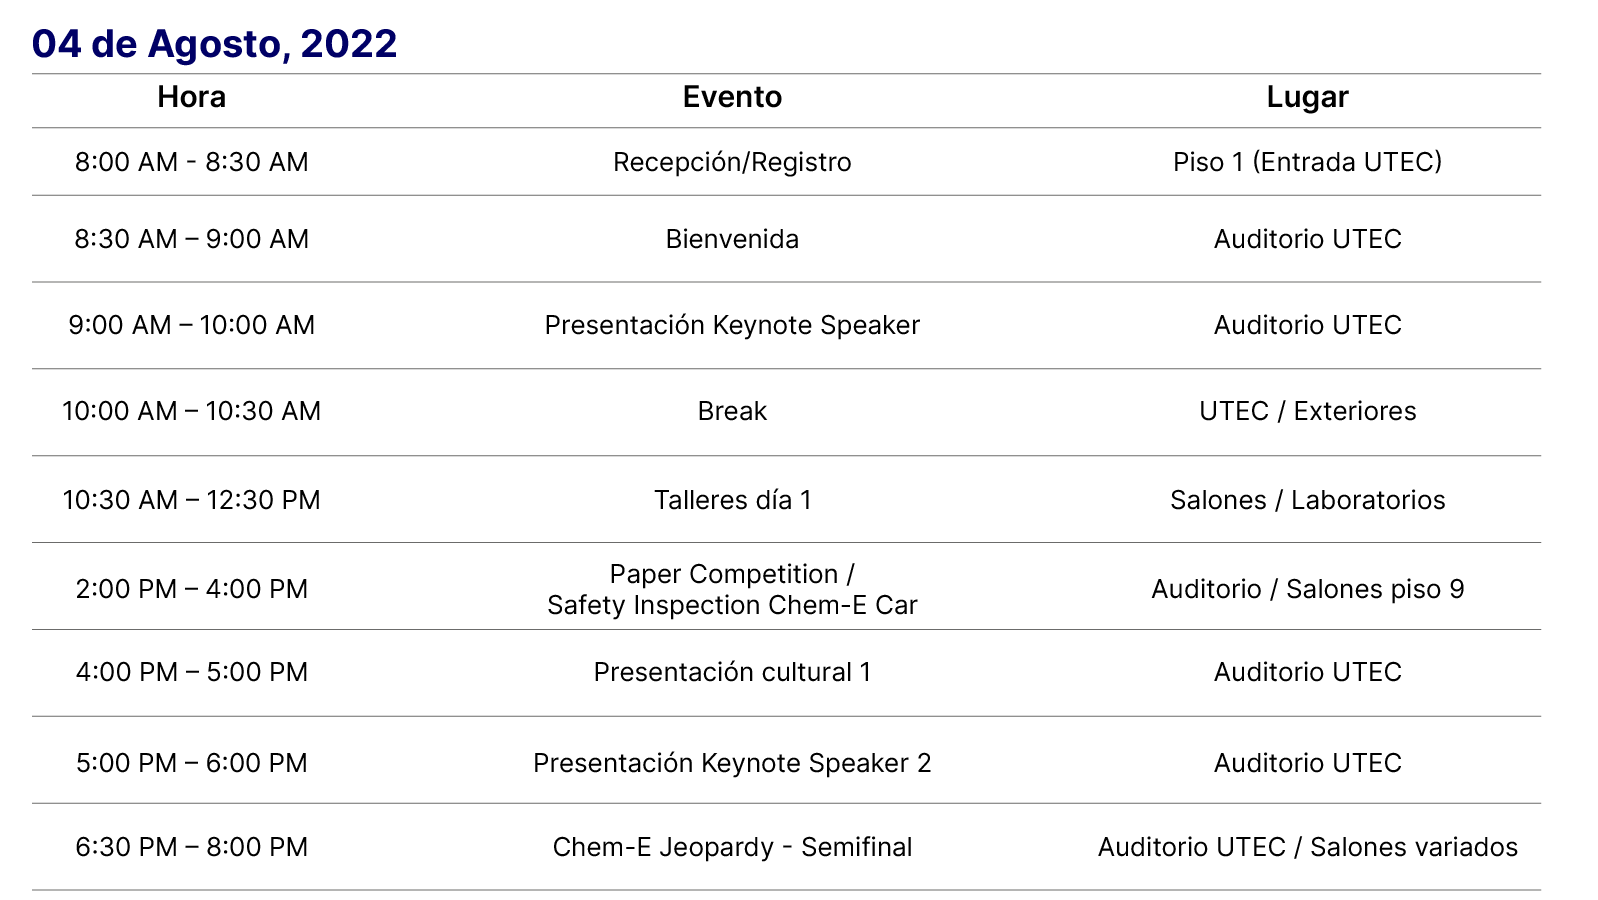 04 de Agosto, 2022
Hora Evento Lugar
8:00 AM - 8:30 AM Recepción/Registro Piso 1 (Entrada UTEC)
8:30 AM – 9:00 AM Bienvenida Auditorio UTEC
9:00 AM – 10:00 AM Presentación Keynote Speaker Auditorio UTEC
10:00 AM – 10:30 AM Break UTEC / Exteriores
10:30 AM – 12:30 PM Talleres día 1 Salones / Laboratorios
2:00 PM – 4:00 PM Paper Competition /
Safety Inspection Chem-E Car Auditorio / Salones piso 9
4:00 PM – 5:00 PM Presentación cultural 1 Auditorio UTEC
5:00 PM – 6:00 PM Presentación Keynote Speaker 2 Auditorio UTEC
6:30 PM – 8:00 PM Chem-E Jeopardy - Semifinal Auditorio UTEC / Salones variados